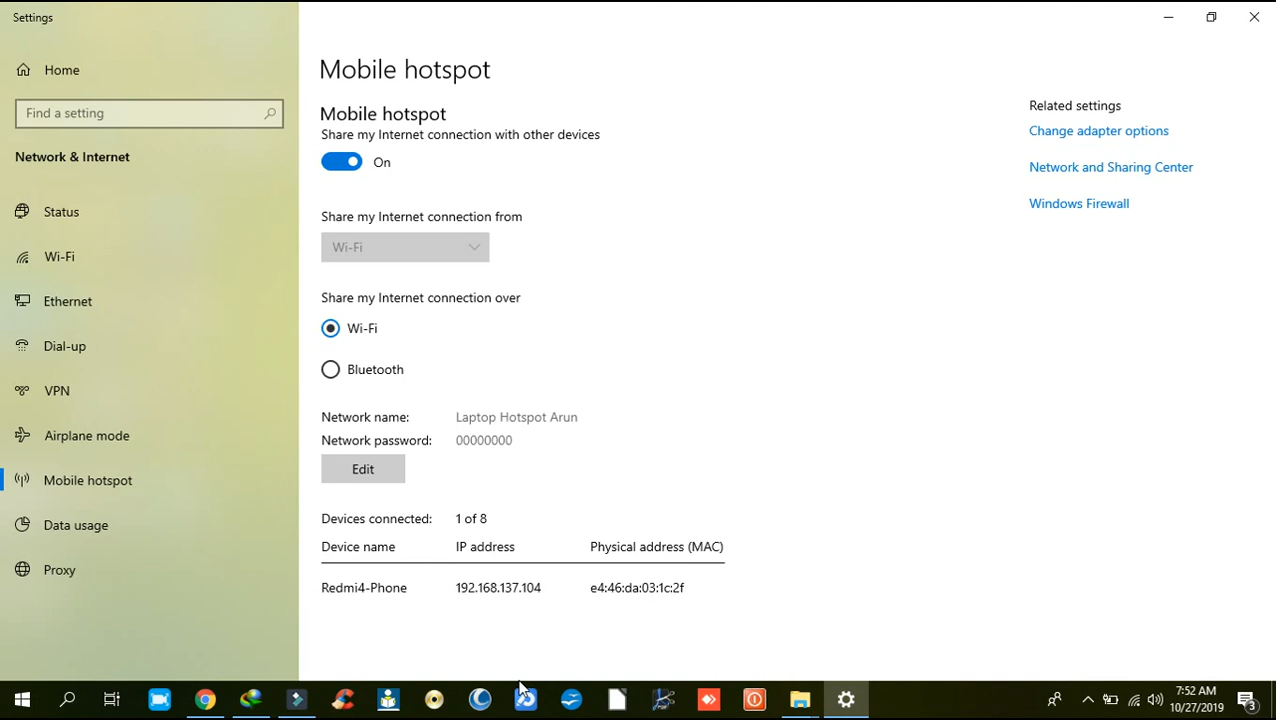 Settings
Home
Find a setting
Network & Internet
Status
Wi-Fi
Ethernet
Dial-up
VPN
Airplane mode
Mobile hotspot
Data usage
Proxy
Mobile hotspot
Mobile hotspot
Share my Internet connection with other devices
On
Share my Internet connection from
Wi-Fi
Share my Internet connection over
Wi-Fi
Bluetooth
Network name: Laptop Hotspot Arun
Network password: 00000000
Edit
Devices connected: 1 of 8
Device name IP address Physical address (MAC)
Redmi4-Phone 192.168.137.104 e4:46:da:03:1c:2f
Related settings
Change adapter options
Network and Sharing Center
Windows Firewall
7:52 AM
10/27/2019
3